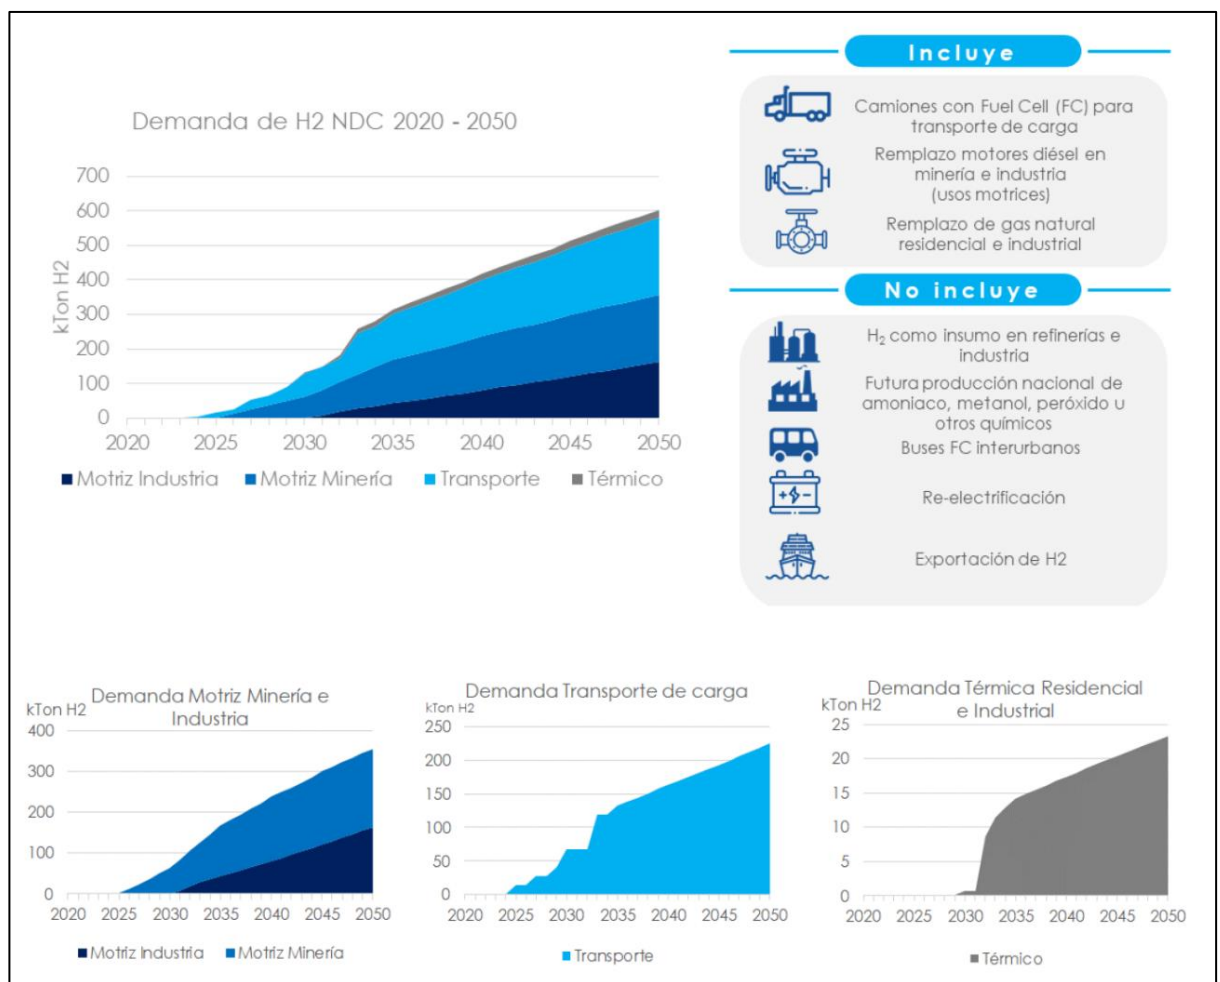 Incluye
Camiones con Fuel Cell (FC) para
transporte de carga
Remplazo motores diésel en
minería e industria
(usos motrices)
Remplazo de gas natural
residencial e industrial
No incluye
H₂ como insumo en refinerías e
industria
Futura producción nacional de
amoniaco, metanol, peróxido u
otros químicos
Buses FC interurbanos
Re-electrificación
Exportación de H2
Demanda de H2 NDC 2020 - 2050
kTon H2
700
600
500
400
300
200
100
0
2020 2025 2030 2035 2040 2045 2050
Motriz Industria Motriz Minería Transporte Térmico
Demanda Motriz Minería e
Industria
kTon H2
400
300
200
100
0
2020 2025 2030 2035 2040 2045 2050
Motriz Industria Motriz Minería
Demanda Transporte de carga
kTon H2
250
200
150
100
50
0
2020 2025 2030 2035 2040 2045 2050
Transporte
Demanda Térmica Residencial
e Industrial
kTon H2
25
20
15
10
5
0
2020 2025 2030 2035 2040 2045 2050
Térmico